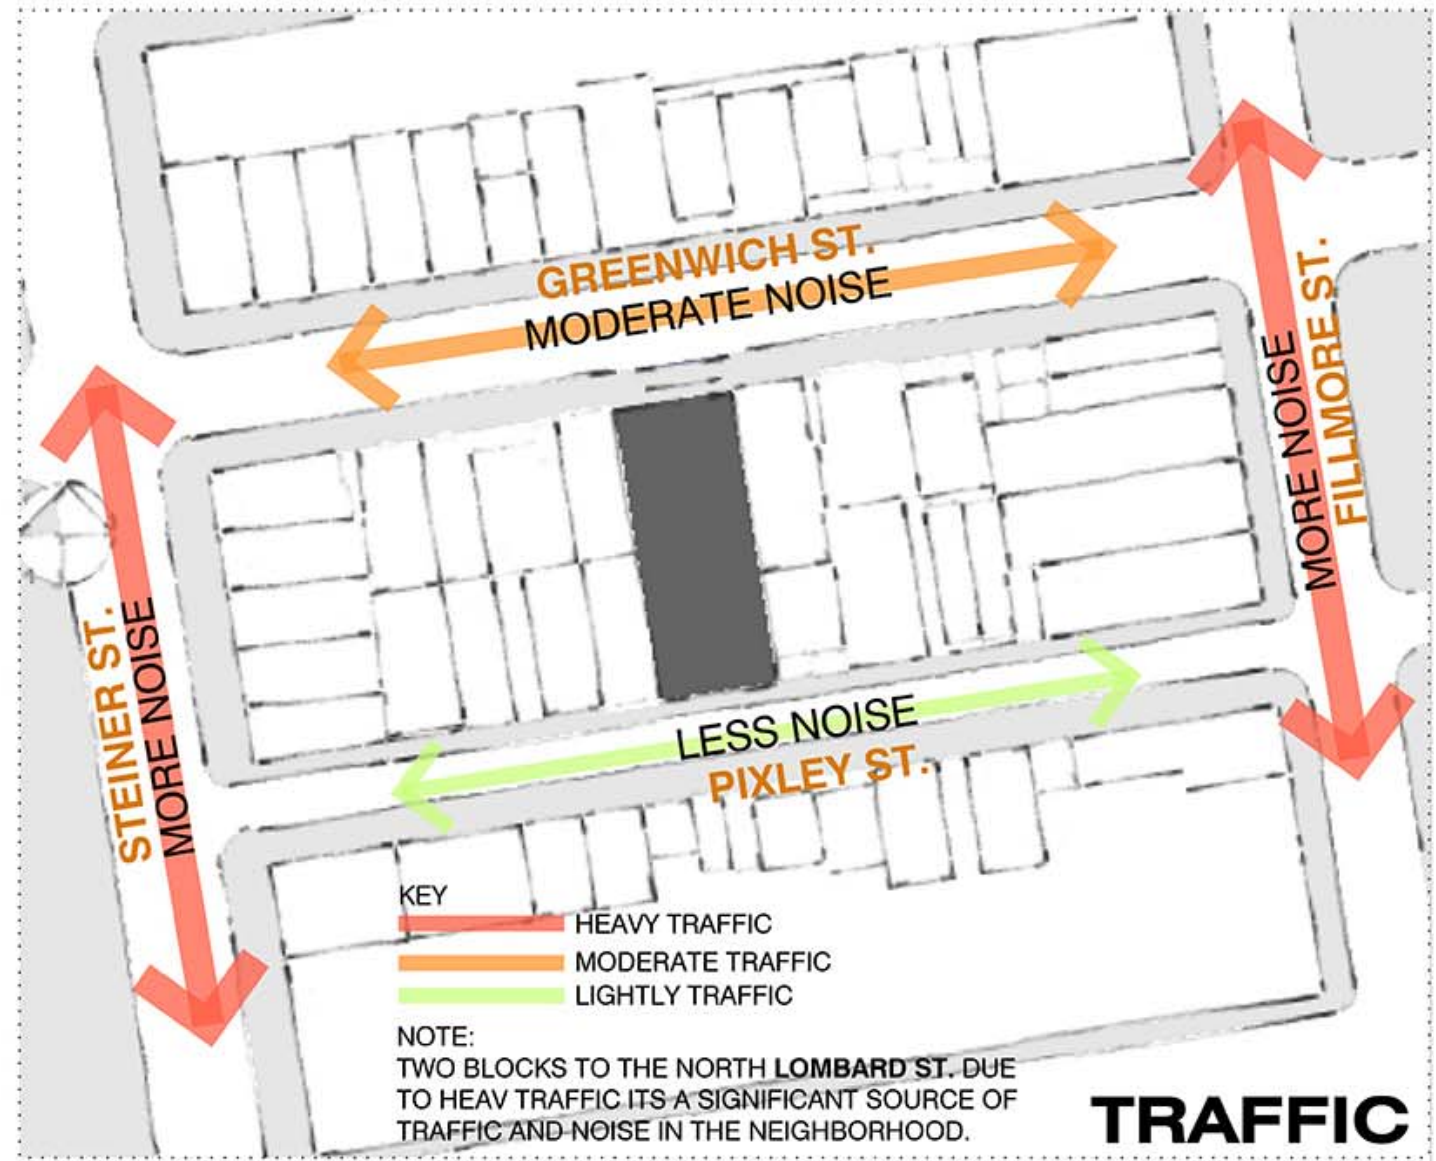 GREENWICH ST.
MODERATE NOISE
MORE NOISE
FILLMORE ST.
STEINER ST.
MORE NOISE
LESS NOISE
PIXLEY ST.
KEY
HEAVY TRAFFIC
MODERATE TRAFFIC
LIGHTLY TRAFFIC
NOTE:
TWO BLOCKS TO THE NORTH LOMBARD ST. DUE
TO HEAV TRAFFIC ITS A SIGNIFICANT SOURCE OF
TRAFFIC AND NOISE IN THE NEIGHBORHOOD.
TRAFFIC